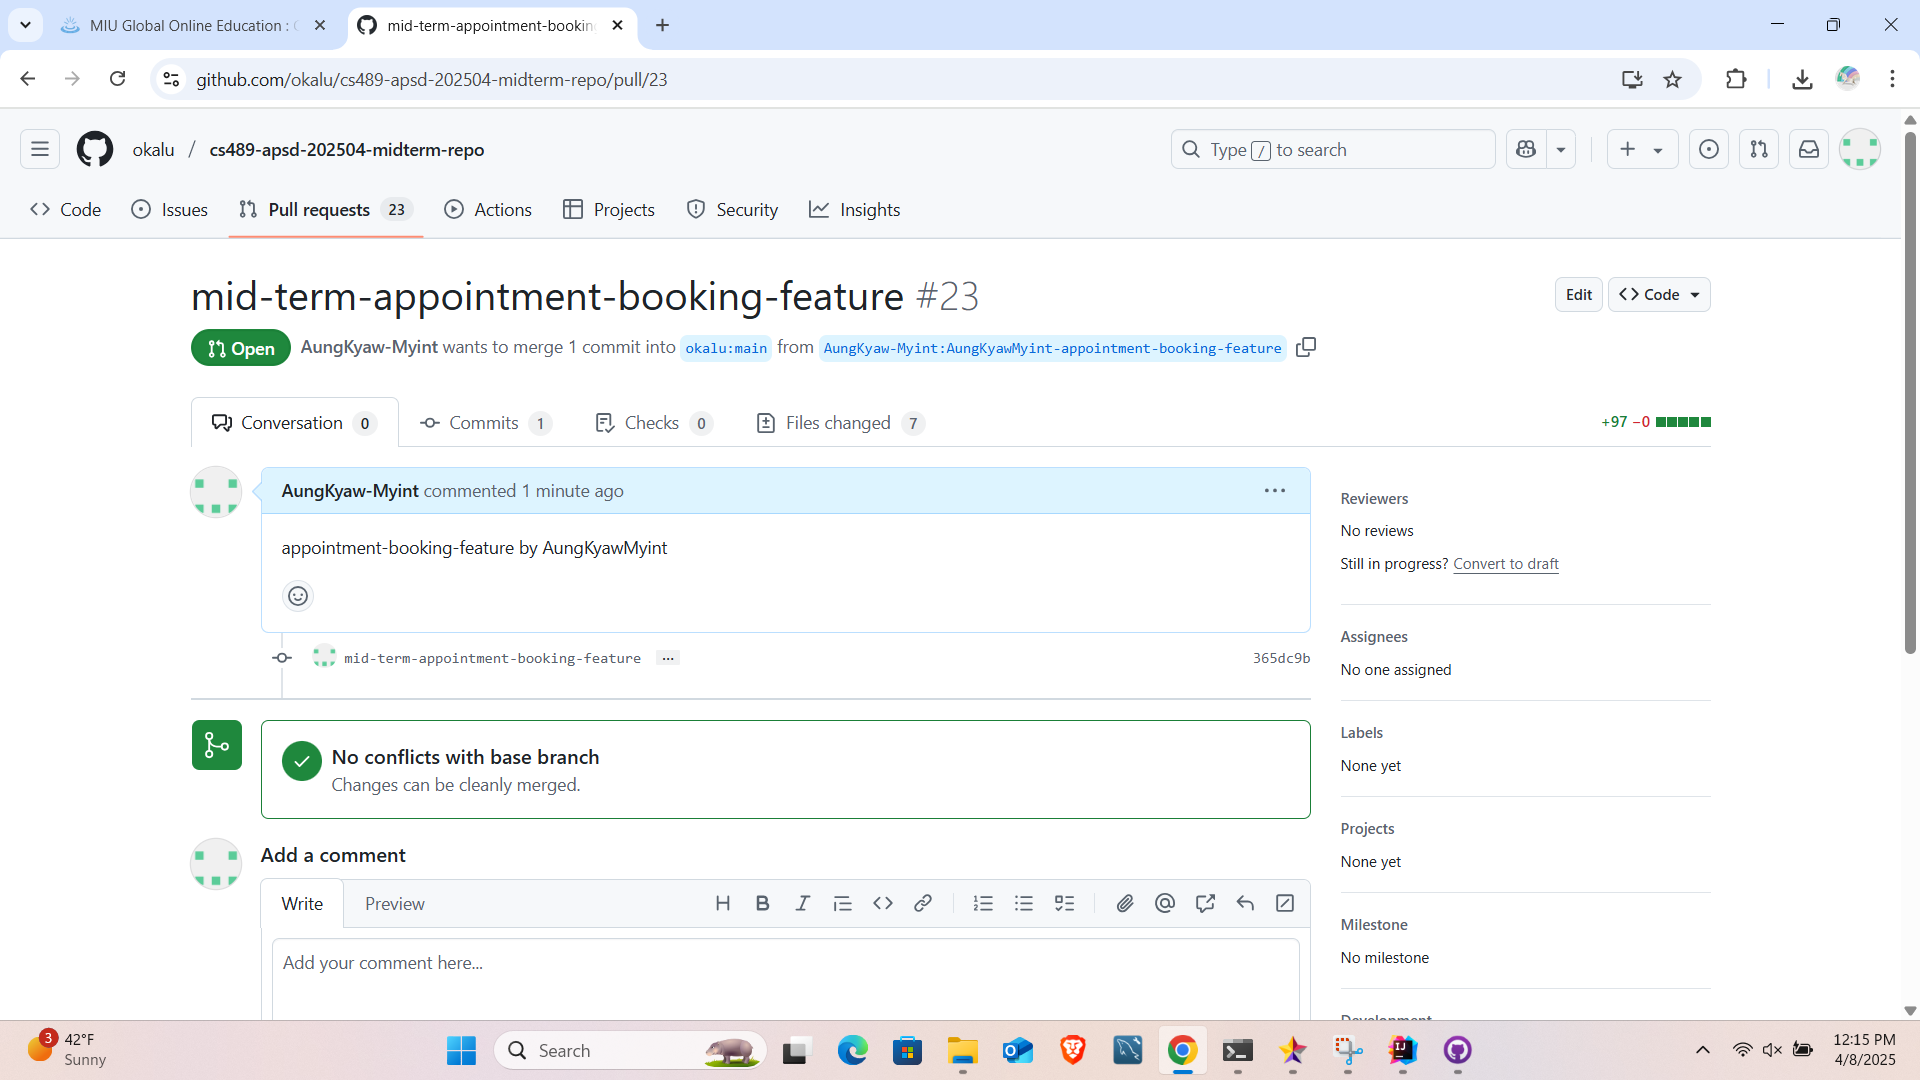 MIU Global Online Education :
mid-term-appointment-bookin
github.com/okalu/cs489-apsd-202504-midterm-repo/pull/23
okalu / cs489-apsd-202504-midterm-repo
Type / to search
Code
Issues
Pull requests 23
Actions
Projects
Security
Insights
mid-term-appointment-booking-feature #23
Edit
Code
Open
AungKyaw-Myint wants to merge 1 commit into okalu:main from AungKyaw-Myint:AungKyawMyint-appointment-booking-feature
Conversation 0
Commits 1
Checks 0
Files changed 7
+97 −0
AungKyaw-Myint commented 1 minute ago
appointment-booking-feature by AungKyawMyint
mid-term-appointment-booking-feature ...
365dc9b
No conflicts with base branch
Changes can be cleanly merged.
Add a comment
Write
Preview
Add your comment here...
Reviewers
No reviews
Still in progress? Convert to draft
Assignees
No one assigned
Labels
None yet
Projects
None yet
Milestone
No milestone
Development
3
42°F
Sunny
Search
12:15 PM
4/8/2025